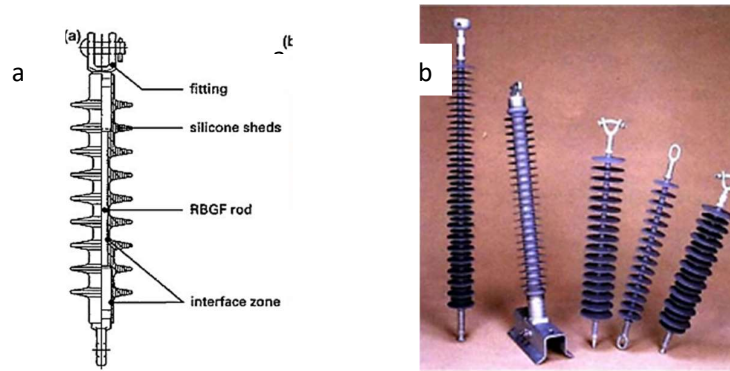 (a)
(b
a
b
fitting
silicone sheds
RBGF rod
interface zone